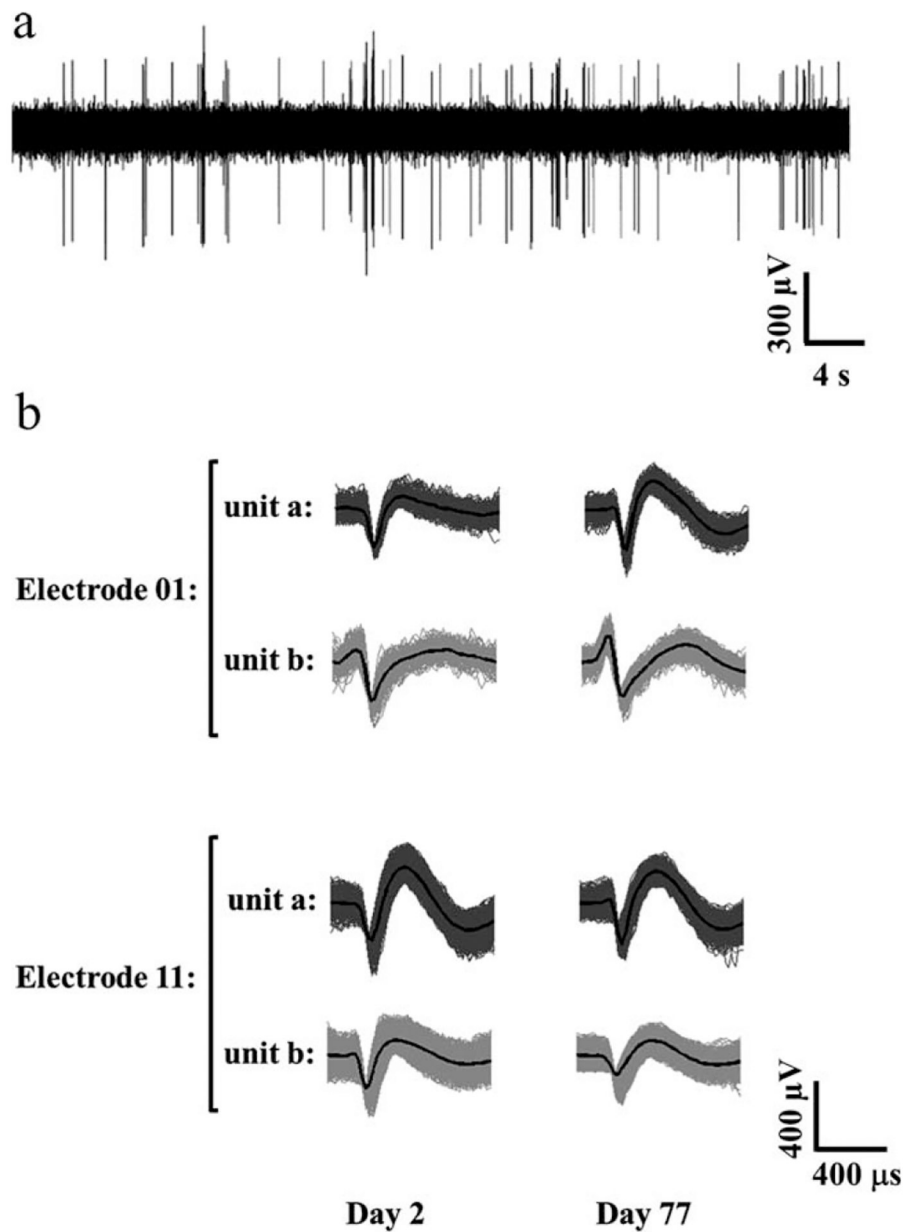 a
300 µV
4 s
b
unit a:
Electrode 01:
unit b:
unit a:
Electrode 11:
unit b:
400 µV
400 µs
Day 2 Day 77